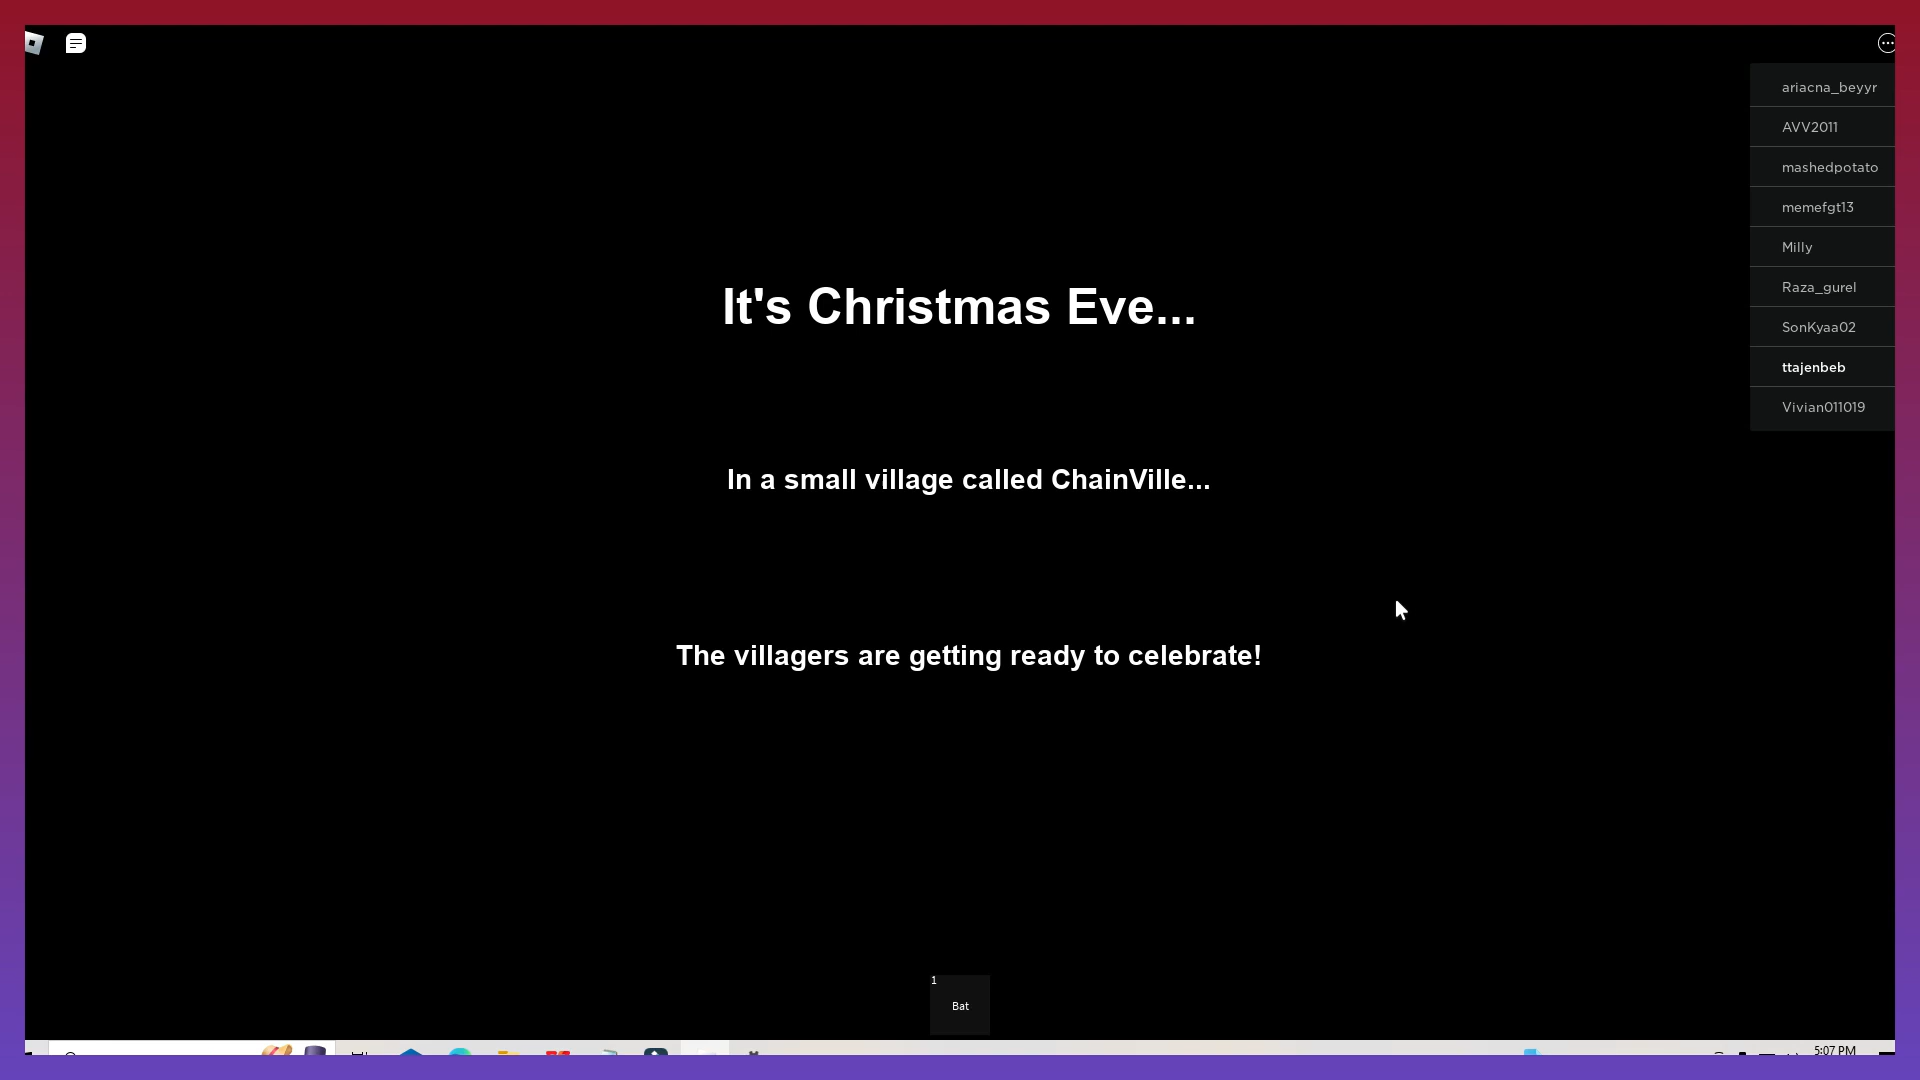 ariacna_beyyr
AVV2011
mashedpotato
memefgt13
Milly
Raza_gurel
SonKyaa02
ttajenbeb
Vivian011019
It's Christmas Eve...
In a small village called ChainVille...
The villagers are getting ready to celebrate!
1
Bat
5:07 PM